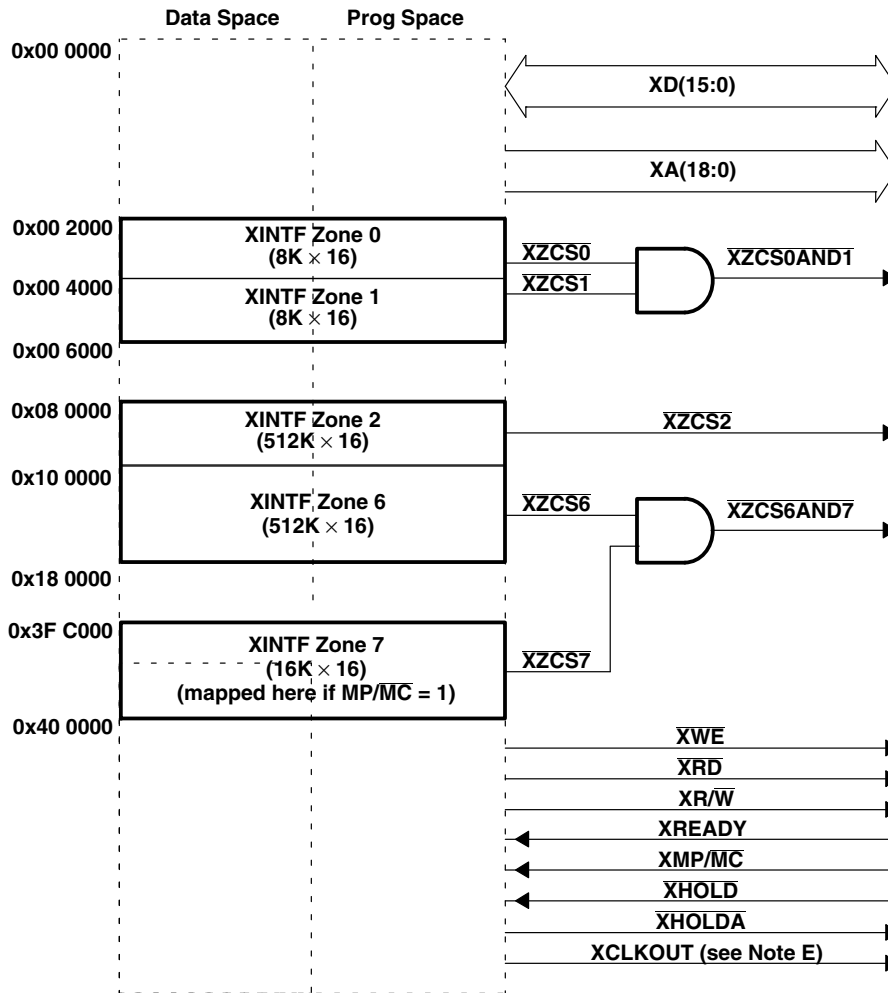 Data Space Prog Space
0x00 0000
XD(15:0)
XA(18:0)
0x00 2000
XINTF Zone 0
(8K × 16)
XZCS0
XZCS0AND1
0x00 4000
XZCS1
XINTF Zone 1
(8K × 16)
0x00 6000
0x08 0000
XINTF Zone 2
(512K × 16)
XZCS2
0x10 0000
XINTF Zone 6
(512K × 16)
XZCS6
XZCS6AND7
0x18 0000
0x3F C000
XINTF Zone 7
(16K × 16)
(mapped here if MP/MC = 1)
XZCS7
0x40 0000
XWE
XRD
XR/W
XREADY
XMP/MC
XHOLD
XHOLDA
XCLKOUT (see Note E)